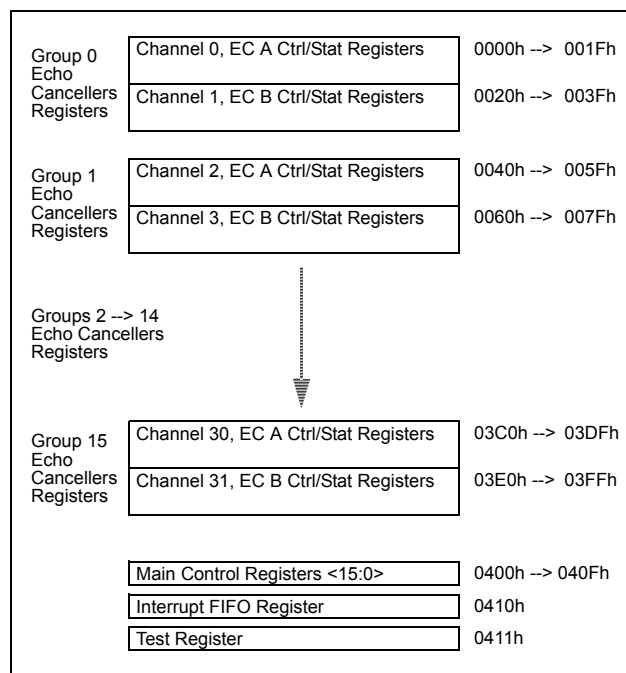 Group 0
Echo
Cancellers
Registers
Channel 0, EC A Ctrl/Stat Registers
0000h --> 001Fh
Channel 1, EC B Ctrl/Stat Registers
0020h --> 003Fh
Group 1
Echo
Cancellers
Registers
Channel 2, EC A Ctrl/Stat Registers
0040h --> 005Fh
Channel 3, EC B Ctrl/Stat Registers
0060h --> 007Fh
Groups 2 --> 14
Echo Cancellers
Registers
Group 15
Echo
Cancellers
Registers
Channel 30, EC A Ctrl/Stat Registers
03C0h --> 03DFh
Channel 31, EC B Ctrl/Stat Registers
03E0h --> 03FFh
Main Control Registers <15:0>
0400h --> 040Fh
Interrupt FIFO Register
0410h
Test Register
0411h